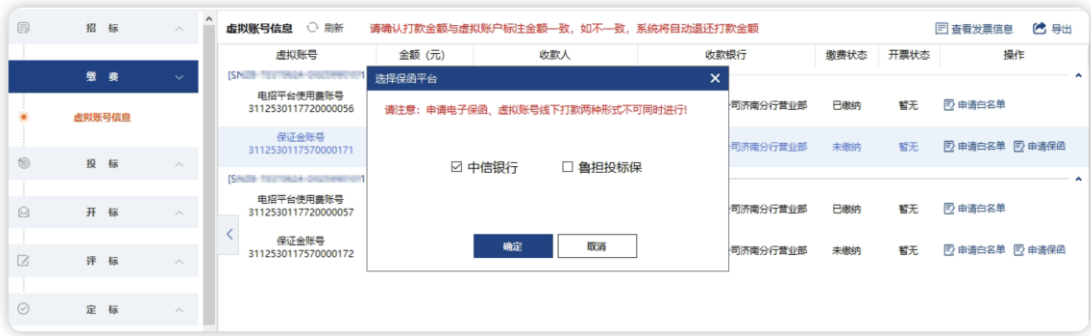 招 标
缴 费
虚拟账号信息
投 标
开 标
评 标
定 标
虚拟账号信息 刷新 请确认打款金额与虚拟账户标注金额一致，如不一致，系统将自动退还打款金额 查看发票信息 导出
虚拟账号 金额（元） 收款人 收款银行 缴费状态 开票状态 操作
电招平台使用费账号
3112530117720000056
司济南分行营业部 已缴纳 暂无 申请白名单
保证金账号
3112530117570000171
司济南分行营业部 未缴纳 暂无 申请白名单 申请保函
电招平台使用费账号
3112530117720000057
司济南分行营业部 已缴纳 暂无 申请白名单
保证金账号
3112530117570000172
司济南分行营业部 未缴纳 暂无 申请白名单 申请保函
选择保函平台
请注意：申请电子保函、虚拟账号线下打款两种形式不可同时进行!
中信银行 鲁担投标保
确定 取消